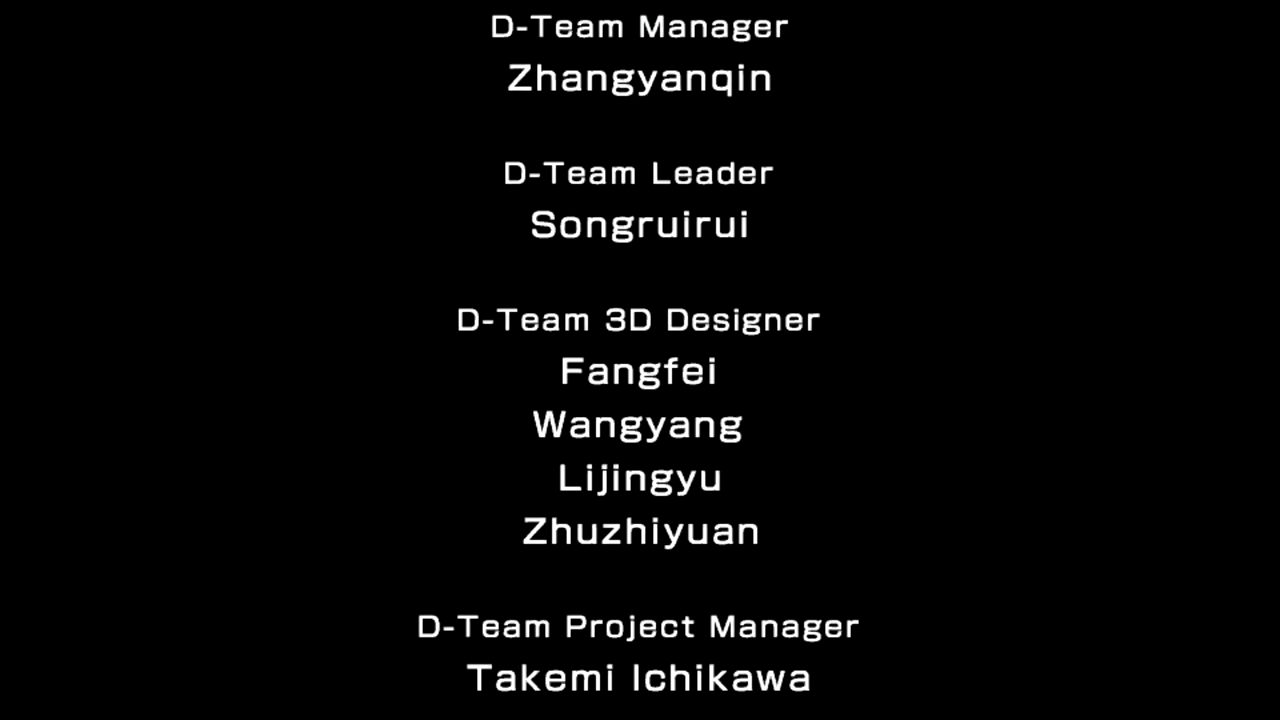 D-Team Manager
Zhangyanqin
D-Team Leader
Songruirui
D-Team 3D Designer
Fangfei
Wangyang
Lijingyu
Zhuzhiyuan
D-Team Project Manager
Takemi Ichikawa